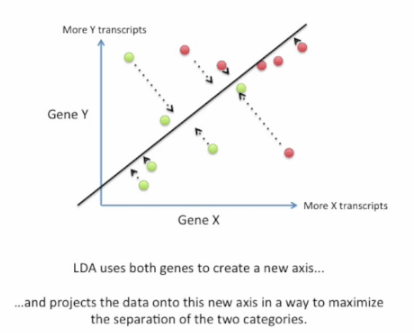 More Y transcripts
Gene Y
More X transcripts
Gene X
LDA uses both genes to create a new axis...
...and projects the data onto this new axis in a way to maximize
the separation of the two categories.